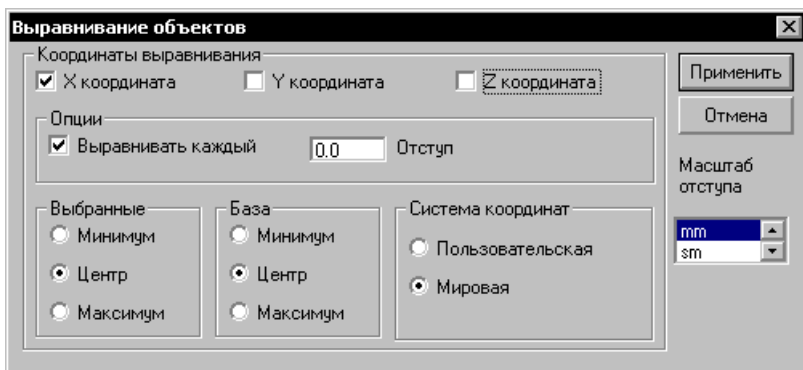 Выравнивание объектов
Координаты выравнивания
X координата Y координата Z координата
Применить
Отмена
Опции
Выравнивать каждый 0.0 Отступ
Масштаб
отступа
mm
sm
Выбранные
Минимум
Центр
Максимум
База
Минимум
Центр
Максимум
Система координат
Пользовательская
Мировая